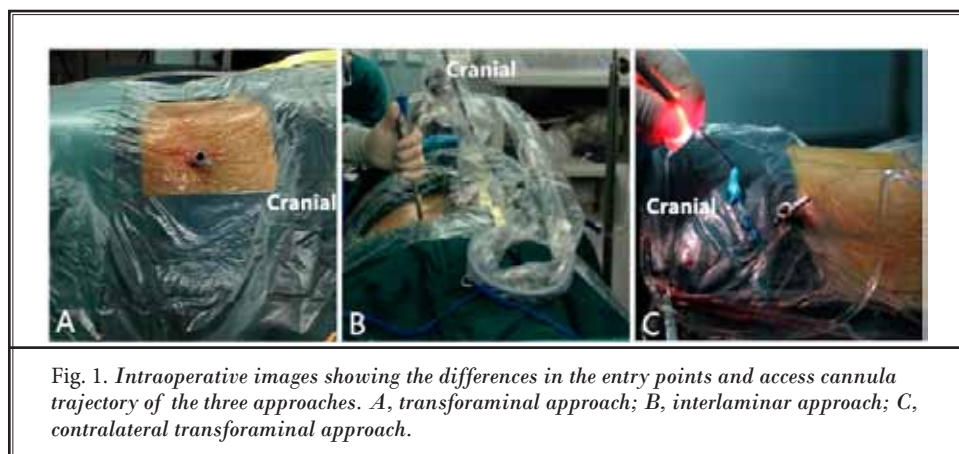 Cranial
Cranial
Cranial
A
B
C
Fig. 1. Intraoperative images showing the differences in the entry points and access cannula
trajectory of the three approaches. A, transforaminal approach; B, interlaminar approach; C,
contralateral transforaminal approach.